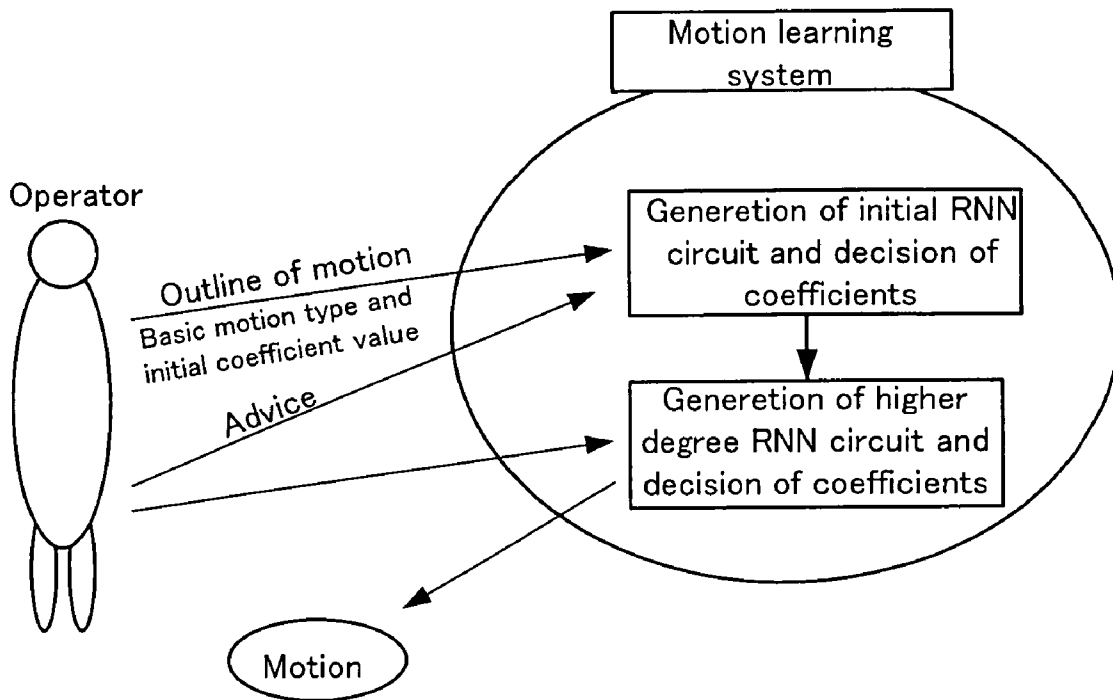 Motion learning
system
Operator
Outline of motion
Basic motion type and
initial coefficient value
Advice
Generetion of initial RNN
circuit and decision of
coefficients
Generetion of higher
degree RNN circuit and
decision of coefficients
Motion